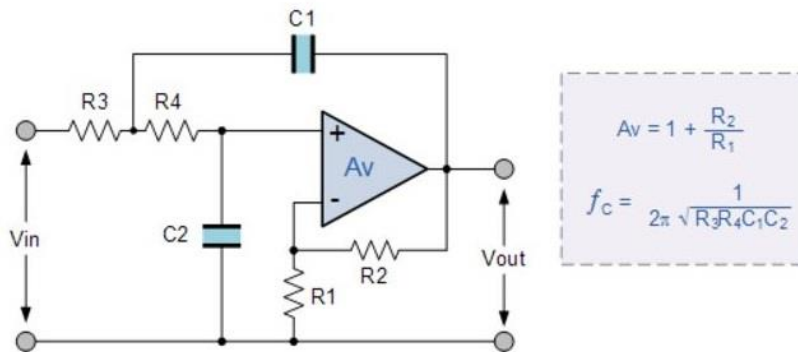 C1
R3
R4
+
Av
-
Vin
C2
R2
R1
Vout
Av = 1 + R₂/R₁
fc = 1/2π √R₃R₄C₁C₂